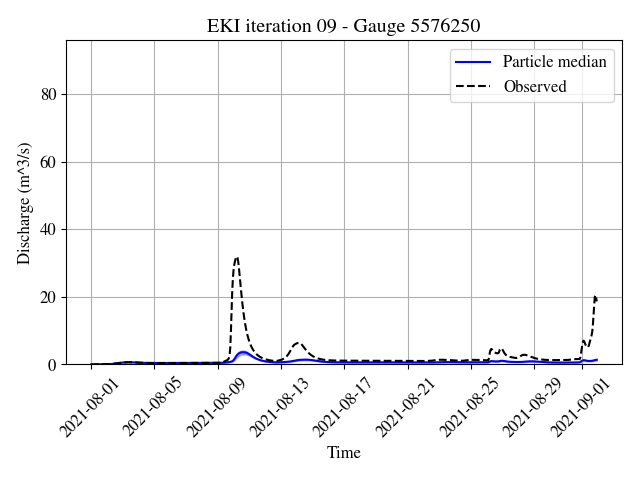 EKI iteration 09 - Gauge 5576250
Particle median
Observed
Discharge (m^3/s)
80
60
40
20
0
2021-08-01
2021-08-05
2021-08-09
2021-08-13
2021-08-17
2021-08-21
2021-08-25
2021-08-29
2021-09-01
Time